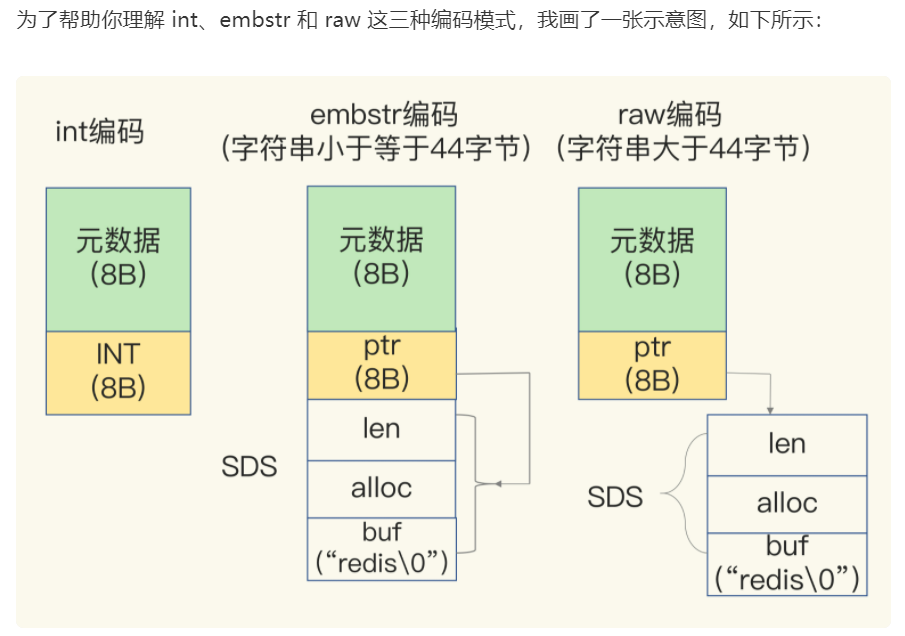 为了帮助你理解 int、embstr 和 raw 这三种编码模式，我画了一张示意图，如下所示：
int编码
embstr编码
(字符串小于等于44字节)
raw编码
(字符串大于44字节)
元数据
(8B)
INT
(8B)
元数据
(8B)
ptr
(8B)
len
SDS
alloc
buf
(“redis\0”)
元数据
(8B)
ptr
(8B)
len
SDS
alloc
buf
(“redis\0”)